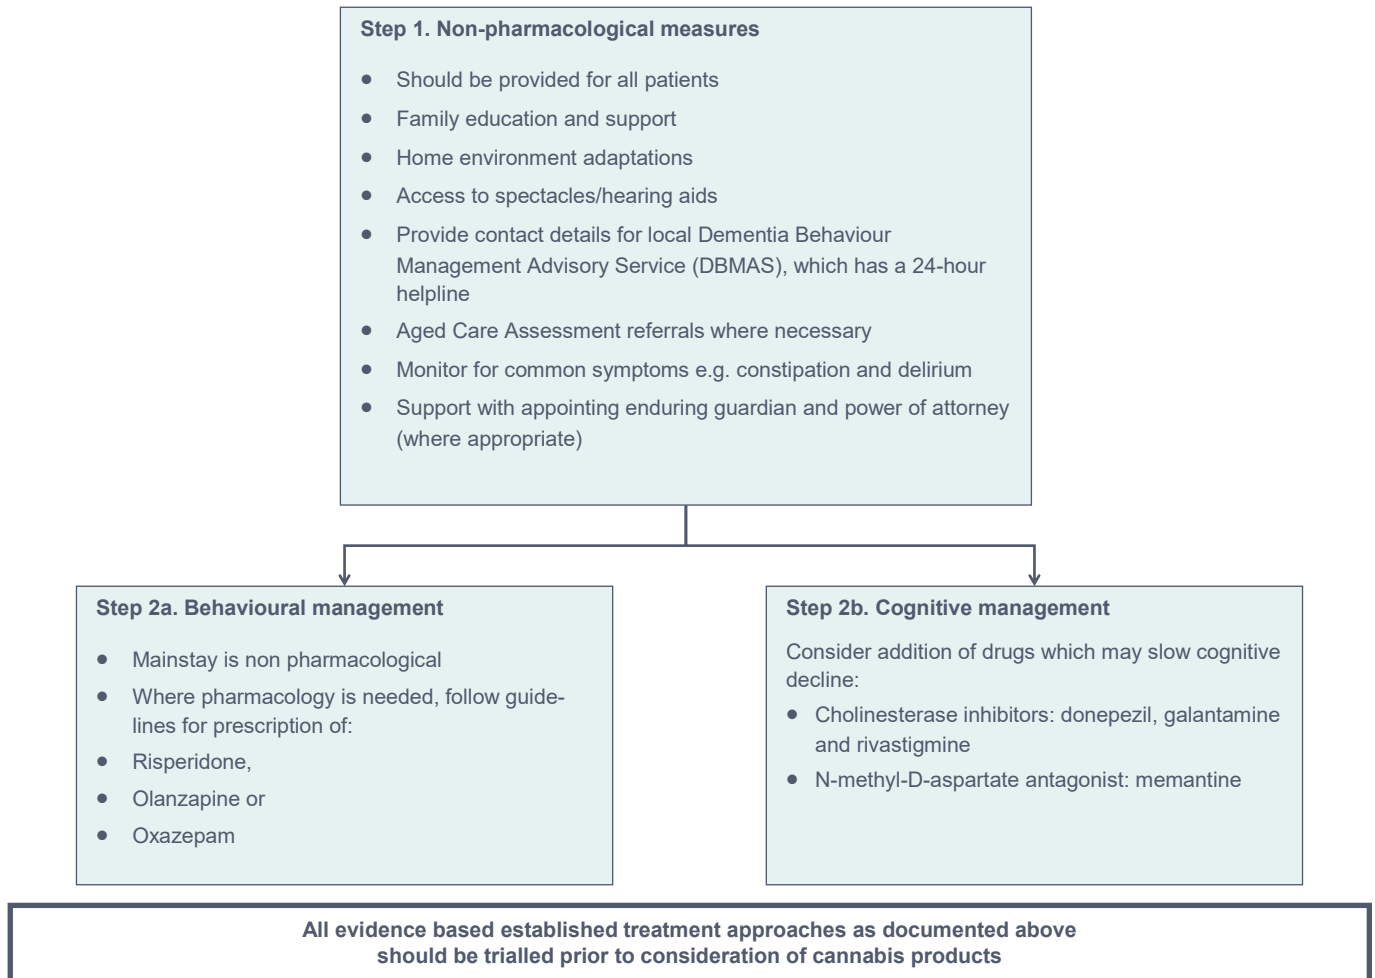 Step 1. Non-pharmacological measures
● Should be provided for all patients
● Family education and support
● Home environment adaptations
● Access to spectacles/hearing aids
● Provide contact details for local Dementia Behaviour
Management Advisory Service (DBMAS), which has a 24-hour
helpline
● Aged Care Assessment referrals where necessary
● Monitor for common symptoms e.g. constipation and delirium
● Support with appointing enduring guardian and power of attorney
(where appropriate)
Step 2a. Behavioural management
● Mainstay is non pharmacological
● Where pharmacology is needed, follow guide-
lines for prescription of:
● Risperidone,
● Olanzapine or
● Oxazepam
Step 2b. Cognitive management
Consider addition of drugs which may slow cognitive
decline:
● Cholinesterase inhibitors: donepezil, galantamine
and rivastigmine
● N-methyl-D-aspartate antagonist: memantine
All evidence based established treatment approaches as documented above
should be trialled prior to consideration of cannabis products